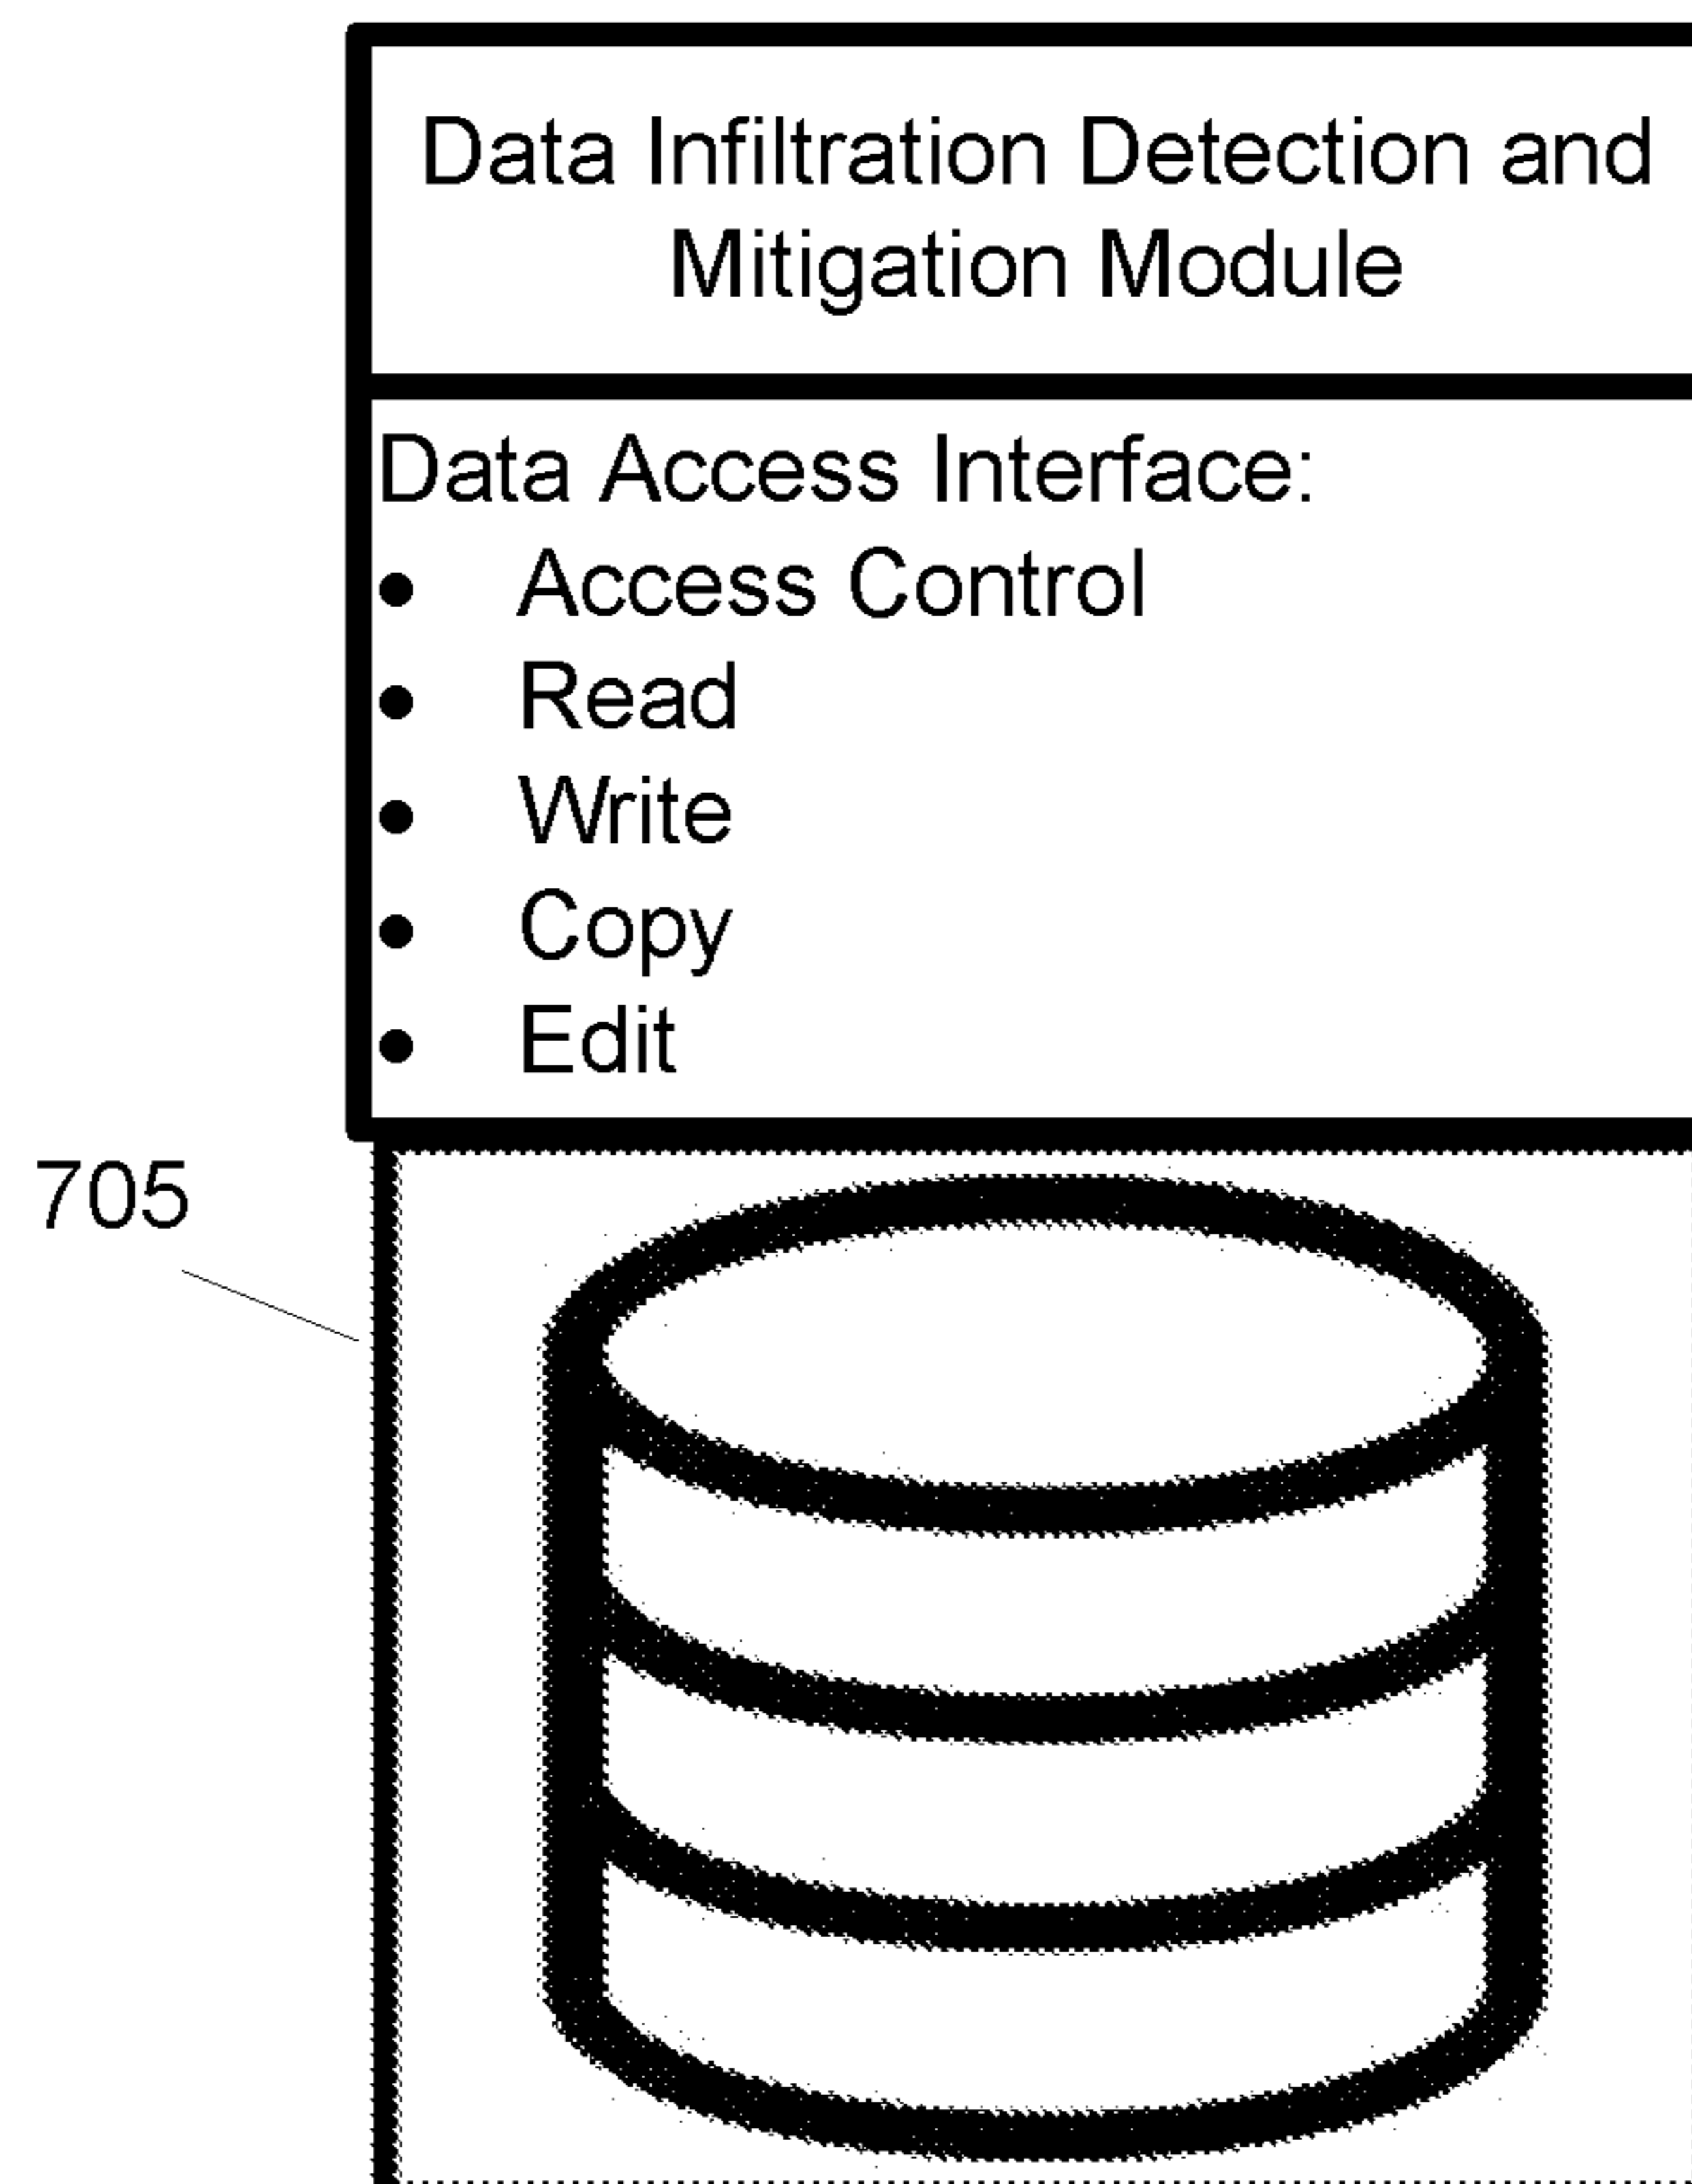 Data Infiltration Detection and
Mitigation Module
Data Access Interface:
• Access Control
• Read
• Write
• Copy
• Edit
705